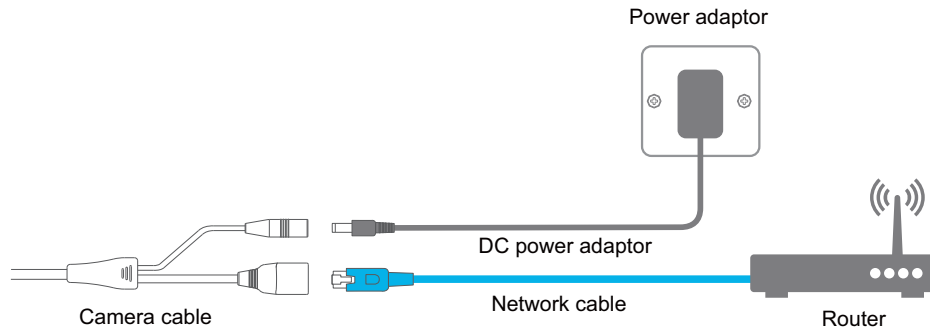 Power adaptor
DC power adaptor
Network cable
Camera cable
Router